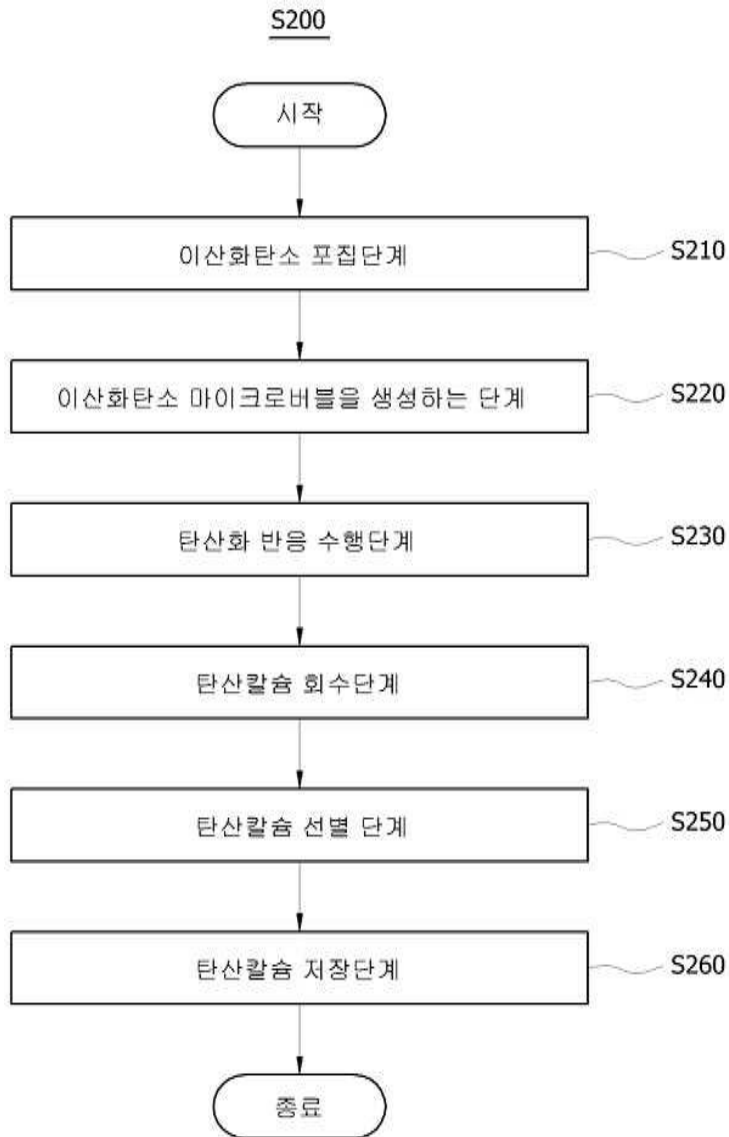 S200
시작
이산화탄소 포집단계
S210
이산화탄소 마이크로버블을 생성하는 단계
S220
탄산화 반응 수행단계
S230
탄산칼슘 회수단계
S240
탄산칼슘 선별 단계
S250
탄산칼슘 저장단계
S260
종료